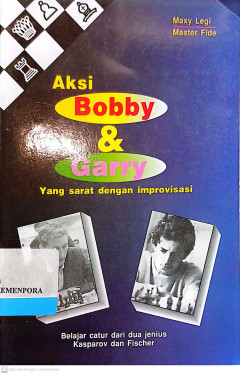 Maxy Legi
Master Fide
Aksi
Bobby
&
Garry
Yang sarat dengan improvisasi
EMENPORA
Belajar catur dari dua jenius
Kasparov dan Fischer